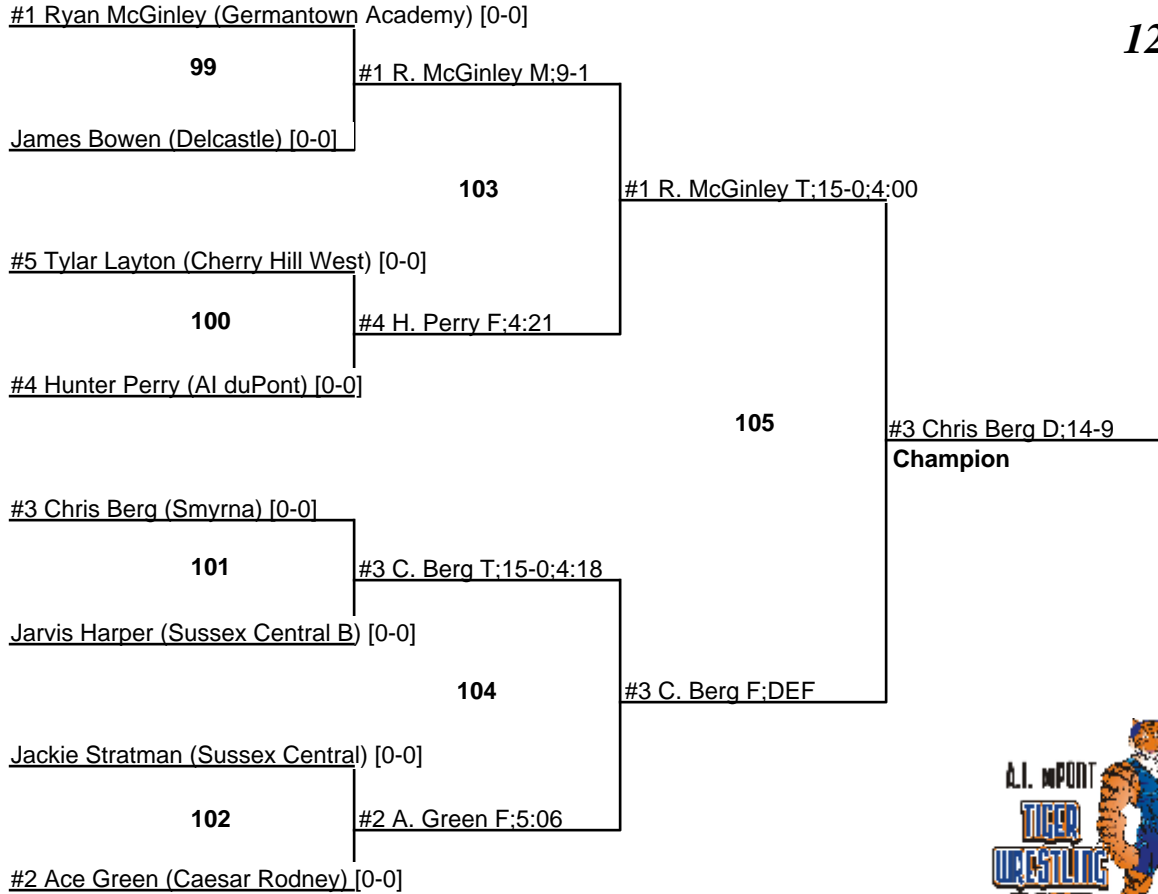 #1 Ryan McGinley (Germantown Academy) [0-0]
12
99
#1 R. McGinley M;9-1
James Bowen (Delcastle) [0-0]
103
#1 R. McGinley T;15-0;4:00
#5 Tylar Layton (Cherry Hill West) [0-0]
100
#4 H. Perry F;4:21
#4 Hunter Perry (AI duPont) [0-0]
105
#3 Chris Berg D;14-9
Champion
#3 Chris Berg (Smyrna) [0-0]
101
#3 C. Berg T;15-0;4:18
Jarvis Harper (Sussex Central B) [0-0]
104
#3 C. Berg F;DEF
Jackie Stratman (Sussex Central) [0-0]
102
#2 A. Green F;5:06
#2 Ace Green (Caesar Rodney) [0-0]
A.I. duPONT
TIGER
WRESTLING